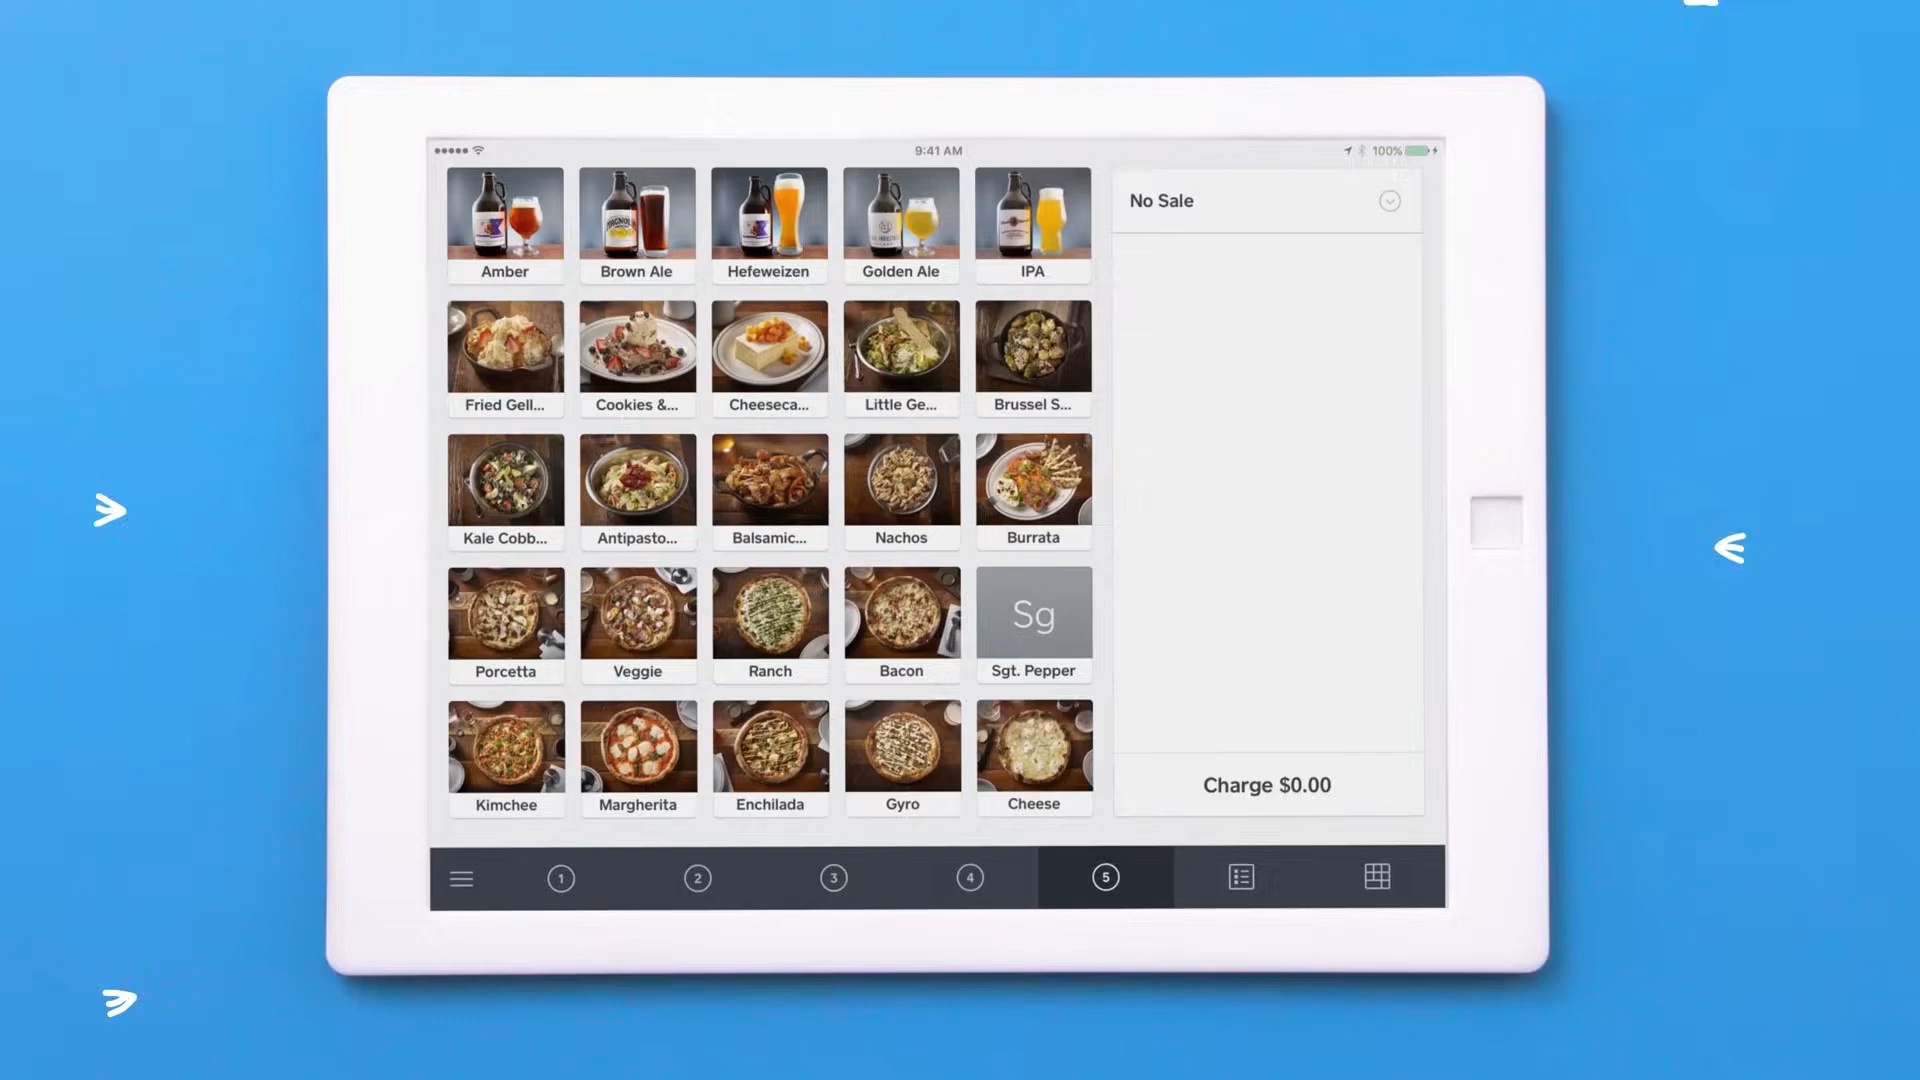 9:41 AM
100%
Amber
Brown Ale
Hefeweizen
Golden Ale
IPA
No Sale
Fried Gell...
Cookies &...
Cheeseca...
Little Ge...
Brussel S...
Kale Cobb...
Antipasto...
Balsamic...
Nachos
Burrata
Sg
Porcetta
Veggie
Ranch
Bacon
Sgt. Pepper
Kimchee
Margherita
Enchilada
Gyro
Cheese
Charge $0.00
1
2
3
4
5